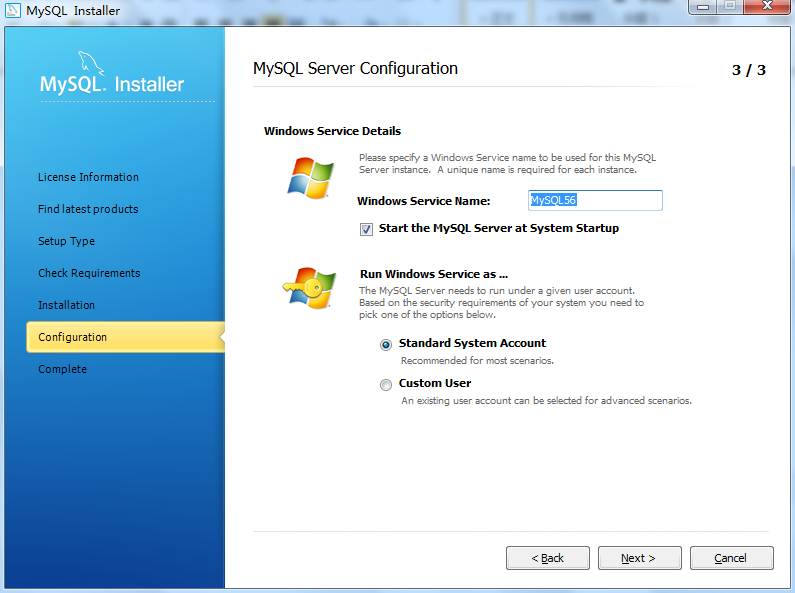 MySQL Installer
MySQL. Installer
License Information
Find latest products
Setup Type
Check Requirements
Installation
Configuration
Complete
MySQL Server Configuration
3 / 3
Windows Service Details
Please specify a Windows Service name to be used for this MySQL
Server instance. A unique name is required for each instance.
Windows Service Name:
MySQL56
Start the MySQL Server at System Startup
Run Windows Service as ...
The MySQL Server needs to run under a given user account.
Based on the security requirements of your system you need to
pick one of the options below.
Standard System Account
Recommended for most scenarios.
Custom User
An existing user account can be selected for advanced scenarios.
< Back
Next >
Cancel